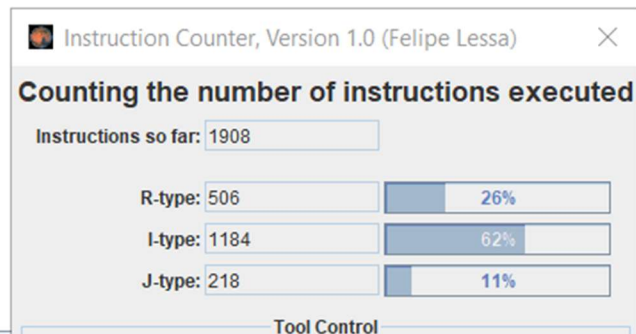 Instruction Counter, Version 1.0 (Felipe Lessa)
Counting the number of instructions executed
Instructions so far: 1908
R-type: 506 26%
I-type: 1184 62%
J-type: 218 11%
Tool Control